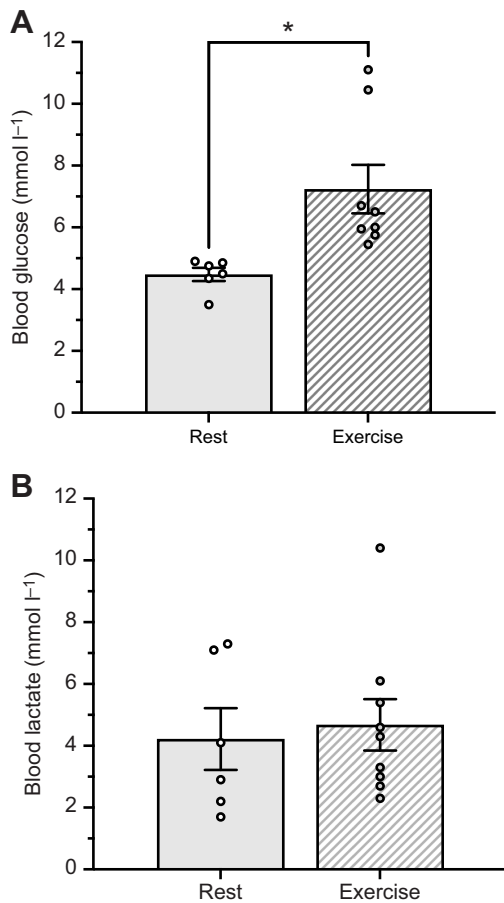 A
*
12
10
8
6
4
2
0
Blood glucose (mmol l⁻¹)
Rest Exercise
B
12
10
8
6
4
2
0
Blood lactate (mmol l⁻¹)
Rest Exercise